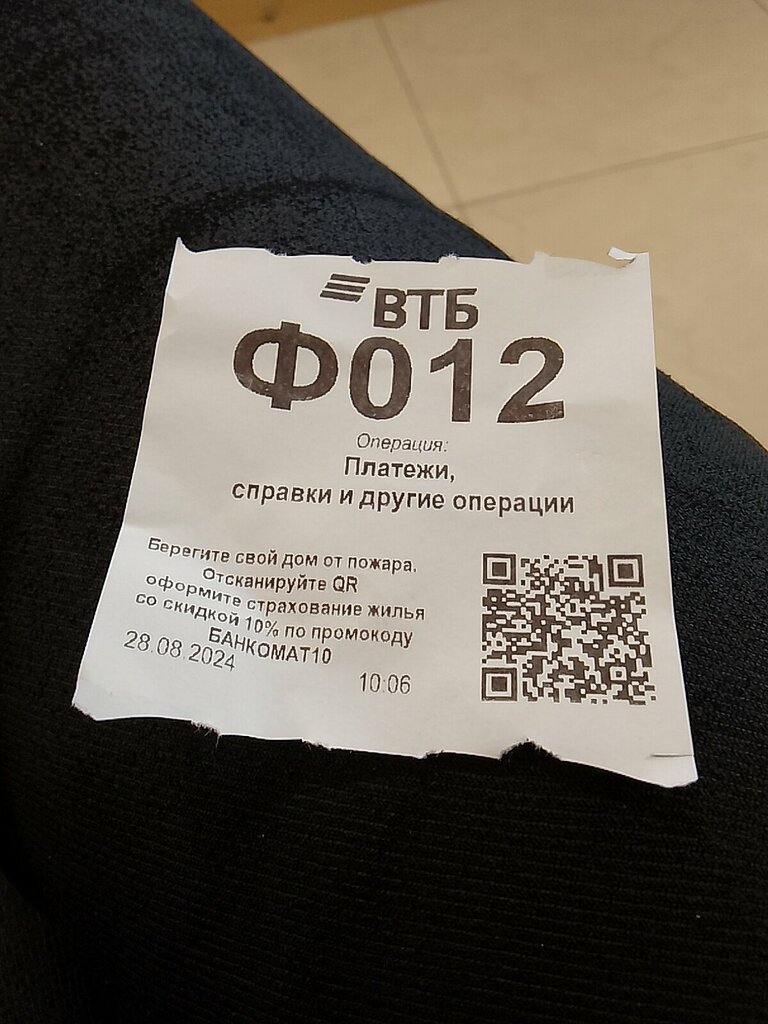 ВТБ
Ф012
Операция:
Платежи,
справки и другие операции
Берегите свой дом от пожара.
Отсканируйте QR
оформите страхование жилья
со скидкой 10% по промокоду
БАНКОМАТ10
28.08.2024
10:06